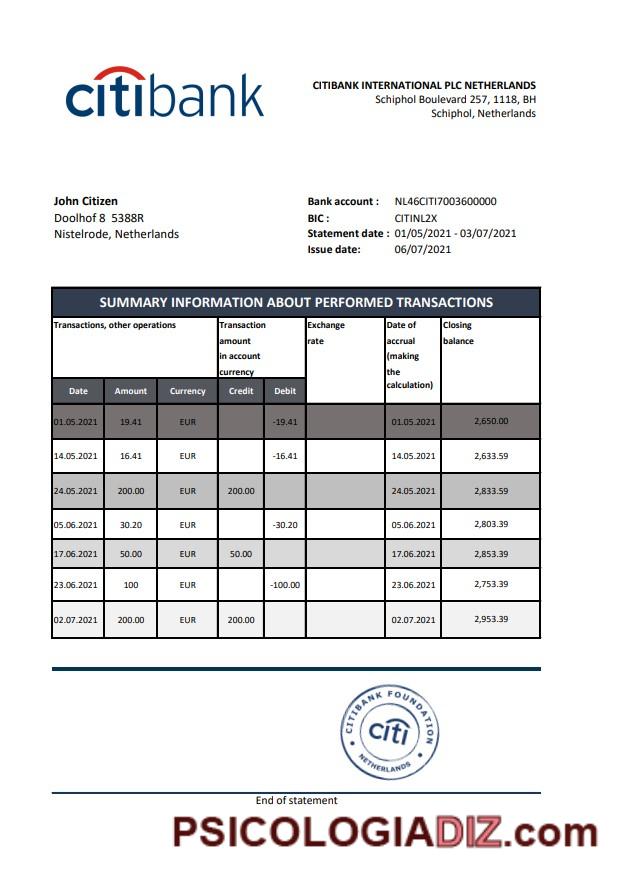 citibank
CITIBANK INTERNATIONAL PLC NETHERLANDS
Schiphol Boulevard 257, 1118, BH
Schiphol, Netherlands
John Citizen
Doolhof 8 5388R
Nistelrode, Netherlands
Bank account : NL46CITI7003600000
BIC : CITINL2X
Statement date : 01/05/2021 - 03/07/2021
Issue date: 06/07/2021
SUMMARY INFORMATION ABOUT PERFORMED TRANSACTIONS
Transactions, other operations
Transaction
amount
in account
currency
Exchange
rate
Date of
accrual
(making
the
calculation)
Closing
balance
Date Amount Currency Credit Debit
01.05.2021 19.41 EUR -19.41 01.05.2021 2,650.00
14.05.2021 16.41 EUR -16.41 14.05.2021 2,633.59
24.05.2021 200.00 EUR 200.00 24.05.2021 2,833.59
05.06.2021 30.20 EUR -30.20 05.06.2021 2,803.39
17.06.2021 50.00 EUR 50.00 17.06.2021 2,853.39
23.06.2021 100 EUR -100.00 23.06.2021 2,753.39
02.07.2021 200.00 EUR 200.00 02.07.2021 2,953.39
CITIBANK FOUNDATION
citi
NETHERLANDS
End of statement
PSICOLOGIADIZ.com